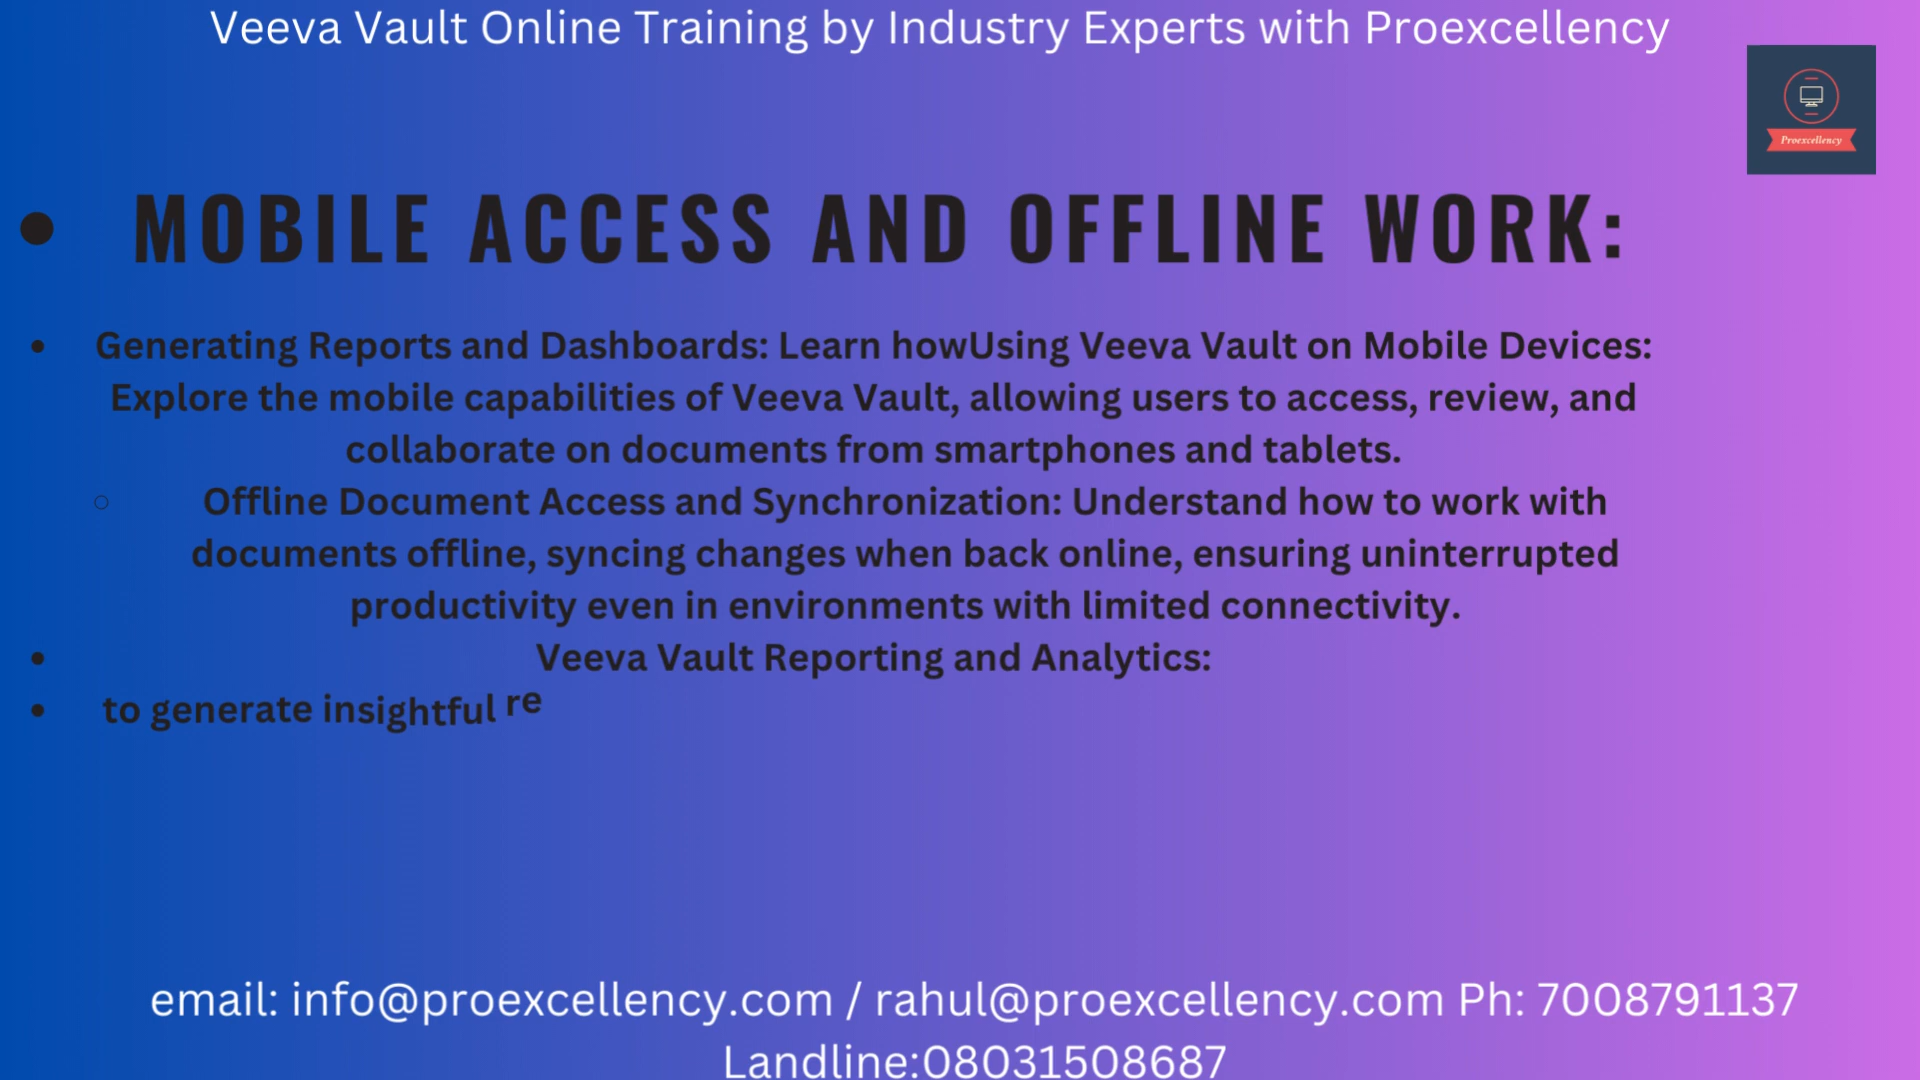 Veeva Vault Online Training by Industry Experts with Proexcellency
Proexcellency
• MOBILE ACCESS AND OFFLINE WORK:
• Generating Reports and Dashboards: Learn howUsing Veeva Vault on Mobile Devices:
Explore the mobile capabilities of Veeva Vault, allowing users to access, review, and
collaborate on documents from smartphones and tablets.
◦ Offline Document Access and Synchronization: Understand how to work with
documents offline, syncing changes when back online, ensuring uninterrupted
productivity even in environments with limited connectivity.
• Veeva Vault Reporting and Analytics:
• to generate insightful re
email: info@proexcellency.com / rahul@proexcellency.com Ph: 7008791137
Landline:08031508687